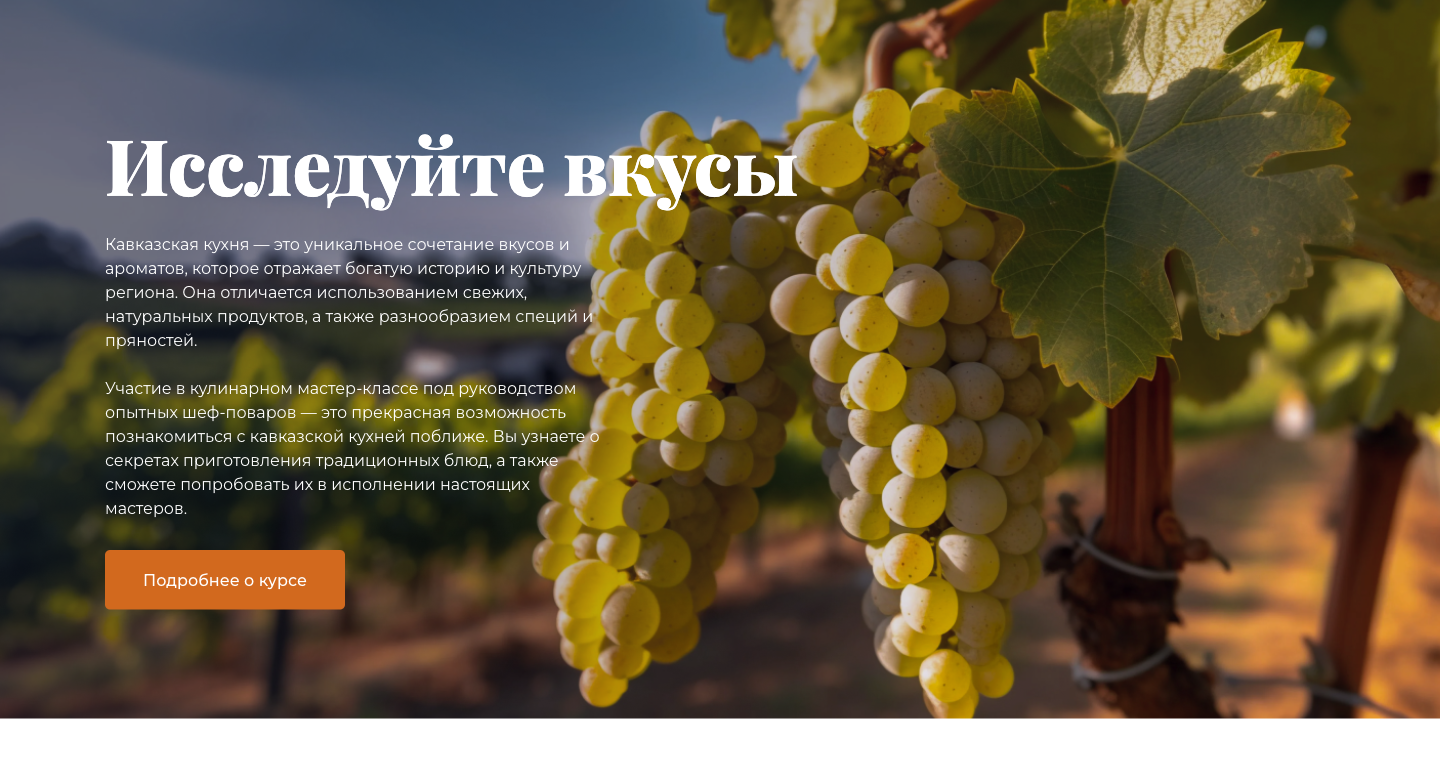 Исследуйте вкусы
Кавказская кухня — это уникальное сочетание вкусов и
ароматов, которое отражает богатую историю и культуру
региона. Она отличается использованием свежих,
натуральных продуктов, а также разнообразием специй и
пряностей.
Участие в кулинарном мастер-классе под руководством
опытных шеф-поваров — это прекрасная возможность
познакомиться с кавказской кухней поближе. Вы узнаете о
секретах приготовления традиционных блюд, а также
сможете попробовать их в исполнении настоящих
мастеров.
Подробнее о курсе